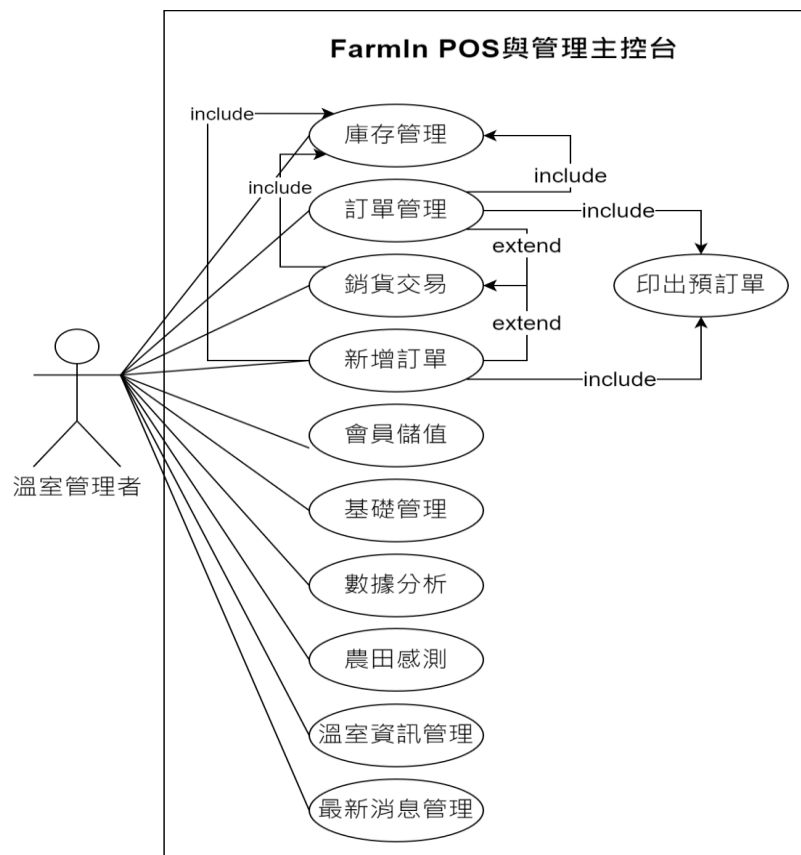 FarmIn POS與管理主控台
include
庫存管理
include
include
訂單管理
include
extend
銷貨交易
印出預訂單
extend
新增訂單
include
會員儲值
溫室管理者
基礎管理
數據分析
農田感測
溫室資訊管理
最新消息管理